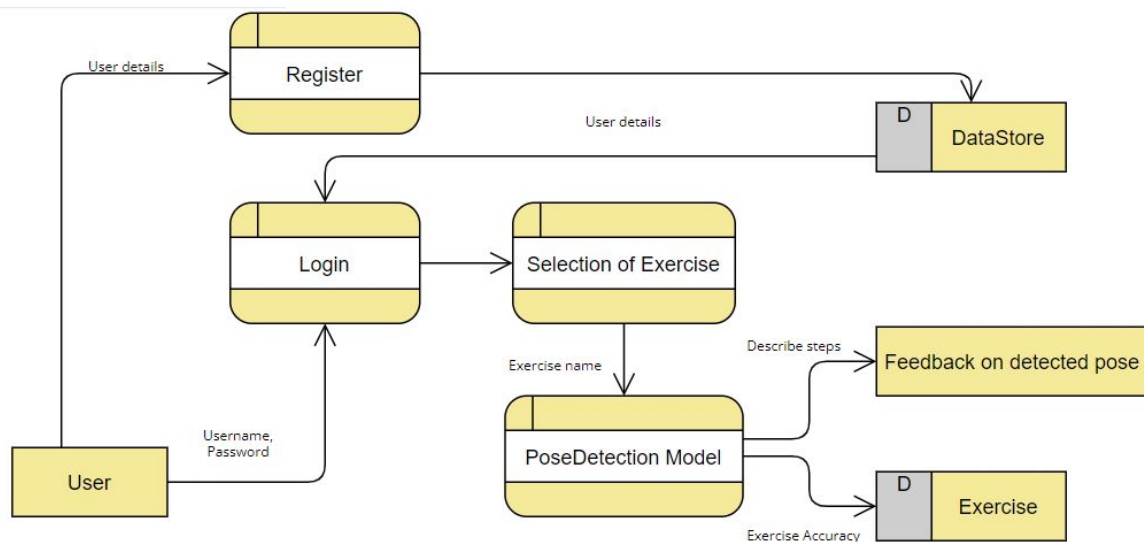 User details
Register
D
DataStore
User details
Login
Selection of Exercise
Exercise name
Describe steps
Feedback on detected pose
Username,
Password
PoseDetection Model
User
D
Exercise
Exercise Accuracy